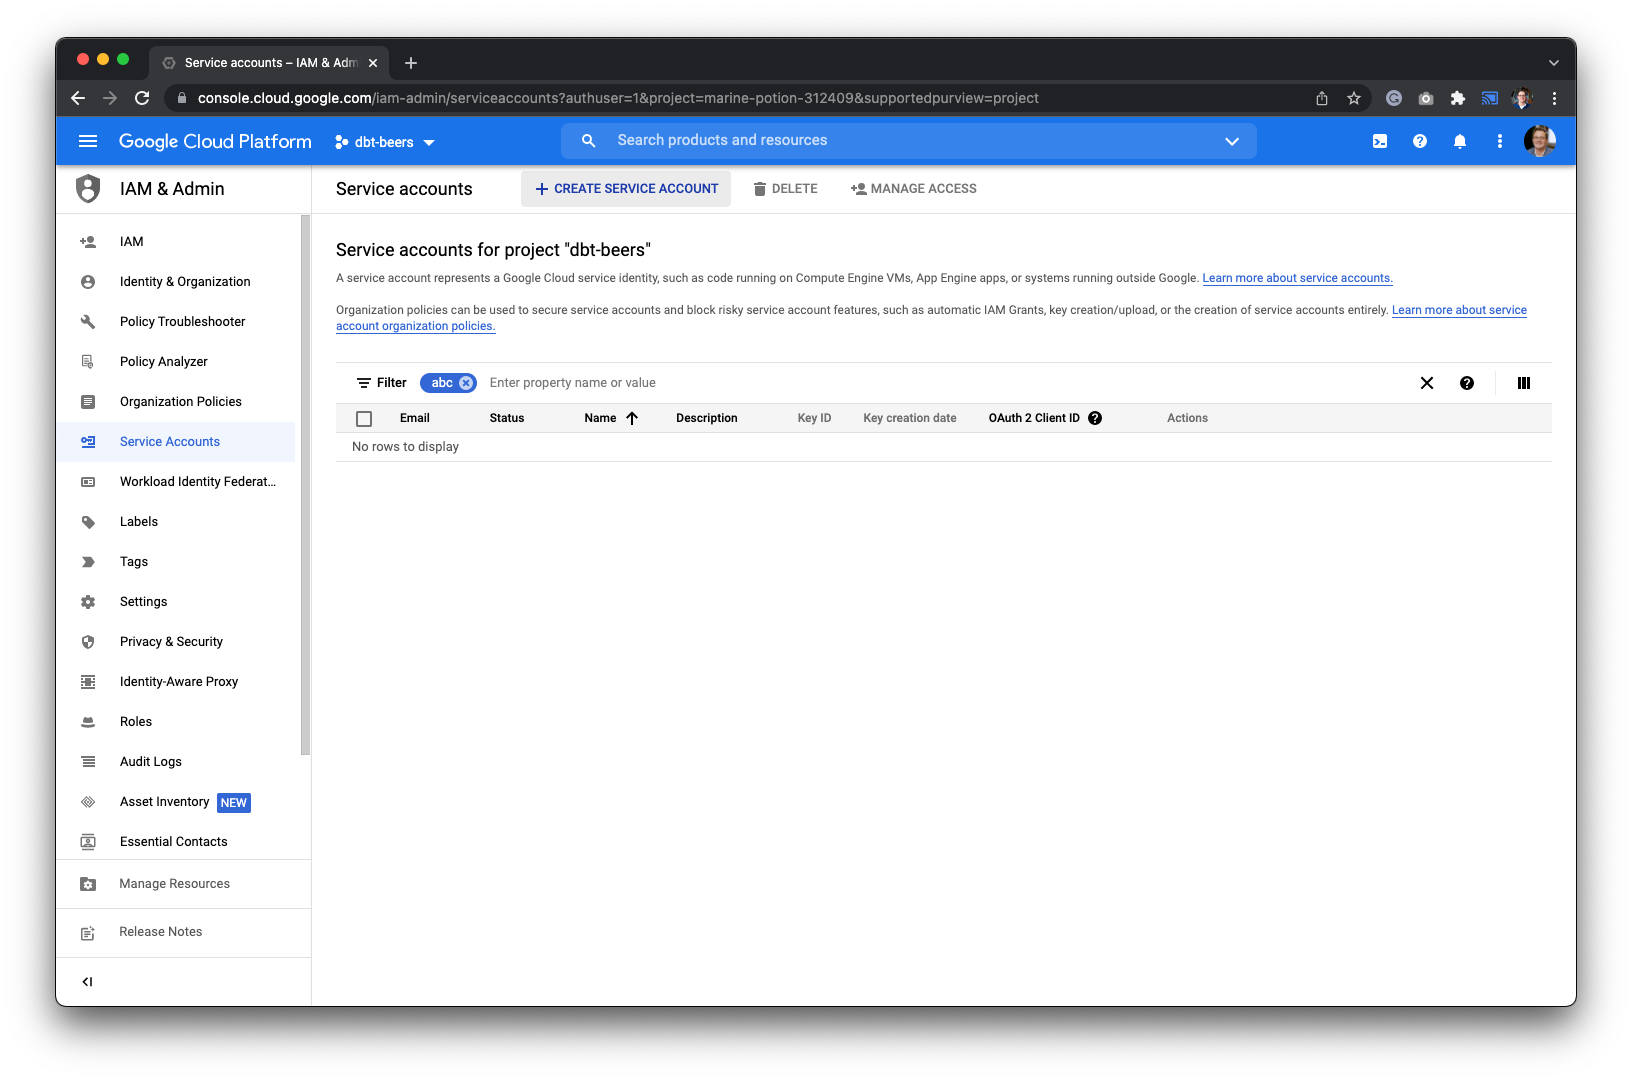 Service accounts – IAM & Adm
console.cloud.google.com/iam-admin/serviceaccounts?authuser=1&project=marine-potion-312409&supportedpurview=project
Google Cloud Platform
dbt-beers
Search products and resources
IAM & Admin
Service accounts
CREATE SERVICE ACCOUNT
DELETE
MANAGE ACCESS
IAM
Identity & Organization
Policy Troubleshooter
Policy Analyzer
Organization Policies
Service Accounts
Workload Identity Federat...
Labels
Tags
Settings
Privacy & Security
Identity-Aware Proxy
Roles
Audit Logs
Asset Inventory NEW
Essential Contacts
Manage Resources
Release Notes
Service accounts for project "dbt-beers"
A service account represents a Google Cloud service identity, such as code running on Compute Engine VMs, App Engine apps, or systems running outside Google. Learn more about service accounts.
Organization policies can be used to secure service accounts and block risky service account features, such as automatic IAM Grants, key creation/upload, or the creation of service accounts entirely. Learn more about service
account organization policies.
Filter abc Enter property name or value
Email Status Name Description Key ID Key creation date OAuth 2 Client ID Actions
No rows to display